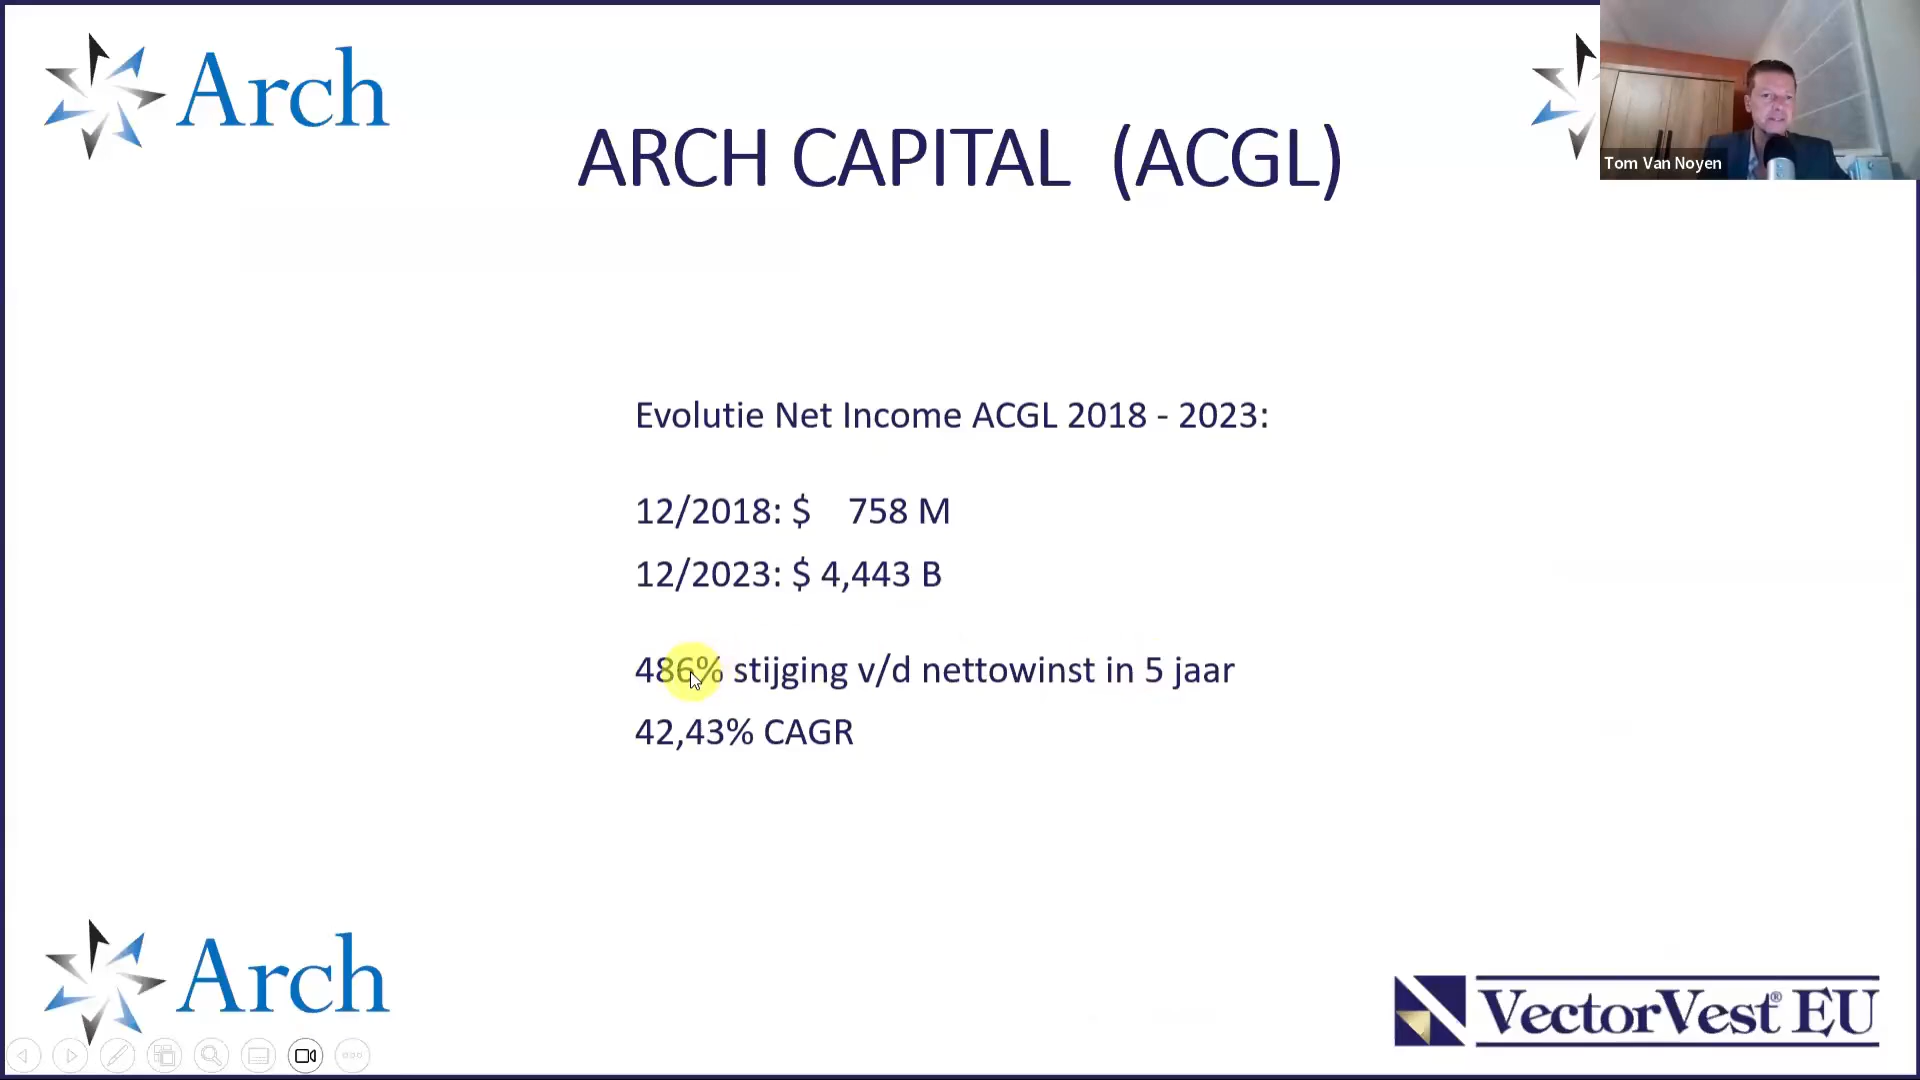 Arch
ARCH CAPITAL (ACGL)
Tom Van Noyen
Evolutie Net Income ACGL 2018 - 2023:
12/2018: $ 758 M
12/2023: $ 4,443 B
486% stijging v/d nettowinst in 5 jaar
42,43% CAGR
Arch
VectorVest® EU